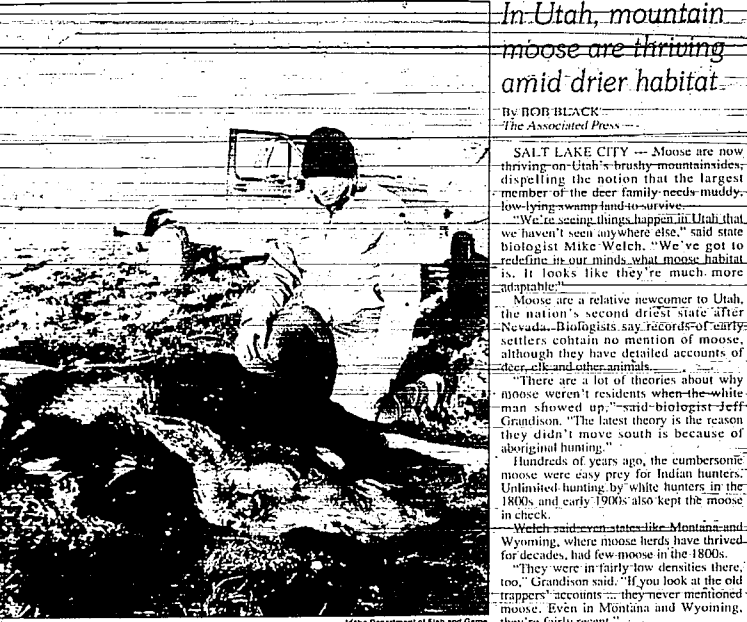 In Utah, mountain
moose are thriving
amid drier habitat
By BOB BLACK
The Associated Press
SALT LAKE CITY — Moose are now
thriving on Utah's brushy mountainsides,
dispelling the notion that the largest
member of the deer family needs muddy,
low-lying swamp land to survive.
"We're seeing things happen in Utah that
we haven't seen anywhere else," said state
biologist Mike Welch. "We've got to
redefine in our minds what moose habitat
is. It looks like they're much more
adaptable."
Moose are a relative newcomer to Utah,
the nation's second driest state after
Nevada. Biologists say records of early
settlers contain no mention of moose,
although they have detailed accounts of
deer, elk and other animals.
"There are a lot of theories about why
moose weren't residents when the white
man showed up," said biologist Jeff
Grandison. "The latest theory is the reason
they didn't move south is because of
aboriginal hunting."
Hundreds of years ago, the cumbersome
moose were easy prey for Indian hunters.
Unlimited hunting by white hunters in the
1800s and early 1900s also kept the moose
in check.
Welch said even states like Montana and
Wyoming, where moose herds have thrived
for decades, had few moose in the 1800s.
"They were in fairly low densities there,
too," Grandison said. "If you look at the old
trappers' accounts ... they never mentioned
moose. Even in Montana and Wyoming,
they're fairly recent."
Idaho Department of Fish and Game